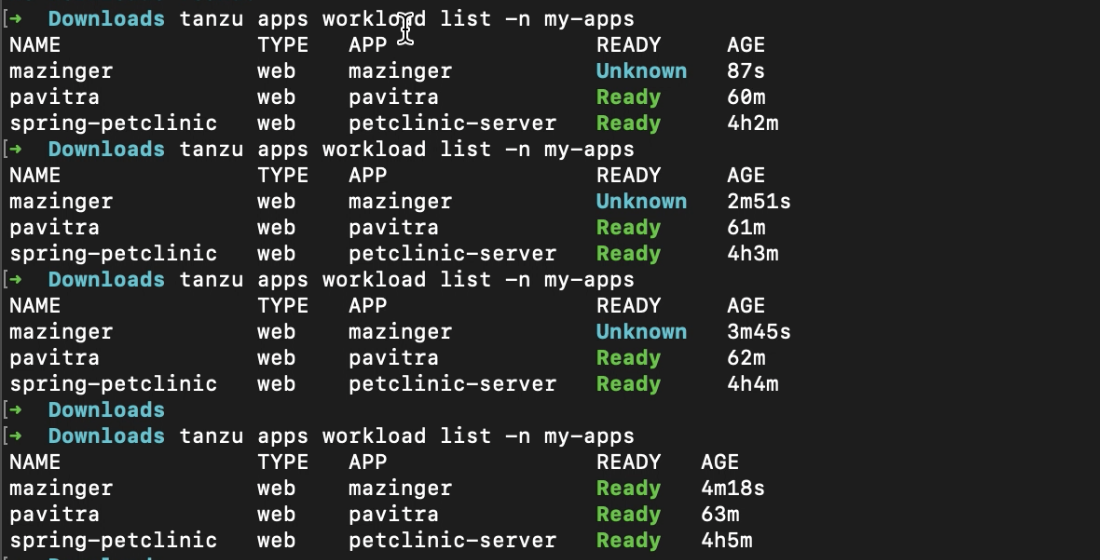 [→  Downloads tanzu apps workload list -n my-apps
NAME TYPE APP READY AGE
mazinger web mazinger Unknown 87s
pavitra web pavitra Ready 60m
spring-petclinic web petclinic-server Ready 4h2m
[→  Downloads tanzu apps workload list -n my-apps
NAME TYPE APP READY AGE
mazinger web mazinger Unknown 2m51s
pavitra web pavitra Ready 61m
spring-petclinic web petclinic-server Ready 4h3m
[→  Downloads tanzu apps workload list -n my-apps
NAME TYPE APP READY AGE
mazinger web mazinger Unknown 3m45s
pavitra web pavitra Ready 62m
spring-petclinic web petclinic-server Ready 4h4m
[→  Downloads
[→  Downloads tanzu apps workload list -n my-apps
NAME TYPE APP READY AGE
mazinger web mazinger Ready 4m18s
pavitra web pavitra Ready 63m
spring-petclinic web petclinic-server Ready 4h5m